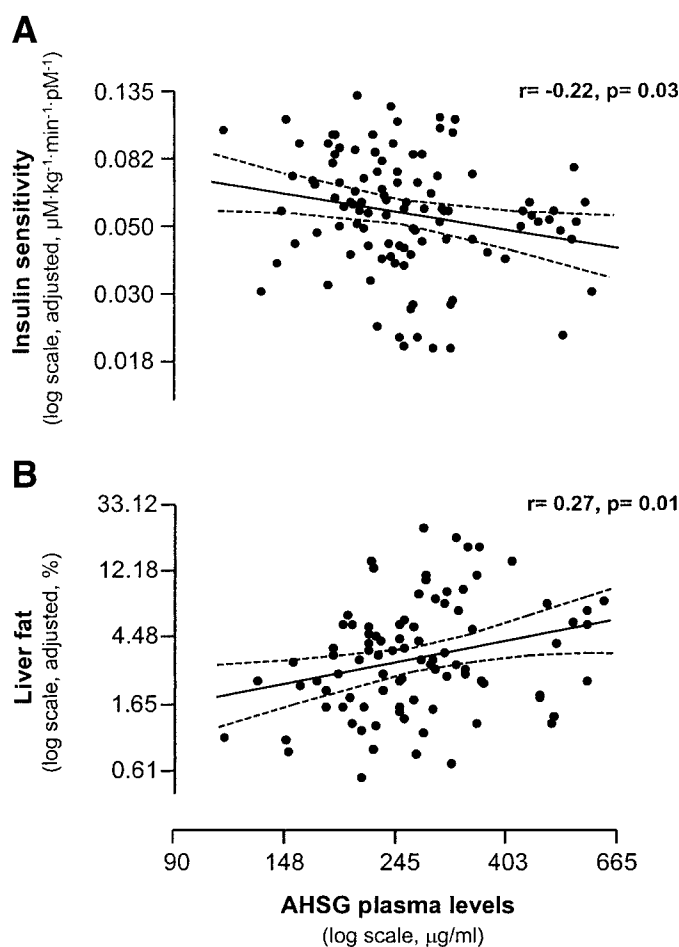 A
r= -0.22, p= 0.03
Insulin sensitivity
(log scale, adjusted, µM·kg⁻¹·min⁻¹·pM⁻¹)
0.135
0.082
0.050
0.030
0.018
B
r= 0.27, p= 0.01
Liver fat
(log scale, adjusted, %)
33.12
12.18
4.48
1.65
0.61
90 148 245 403 665
AHSG plasma levels
(log scale, µg/ml)